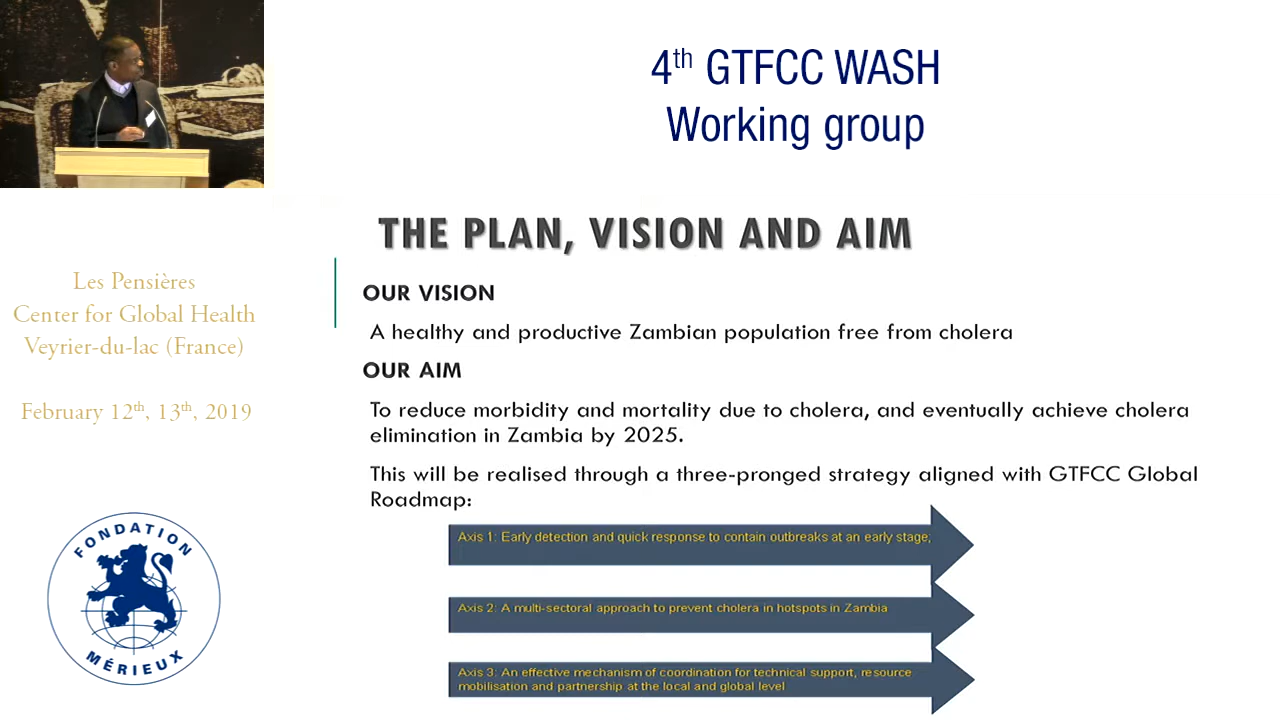 4th GTFCC WASH
Working group
THE PLAN, VISION AND AIM
Les Pensières
Center for Global Health
Veyrier-du-lac (France)
February 12th, 13th, 2019
FONDATION
MÉRIEUX
OUR VISION
A healthy and productive Zambian population free from cholera
OUR AIM
To reduce morbidity and mortality due to cholera, and eventually achieve cholera
elimination in Zambia by 2025.
This will be realised through a three-pronged strategy aligned with GTFCC Global
Roadmap:
Axis 1: Early detection and quick response to contain outbreaks at an early stage;
Axis 2: A multi-sectoral approach to prevent cholera in hotspots in Zambia
Axis 3: An effective mechanism of coordination for technical support, resource
mobilisation and partnership at the local and global level